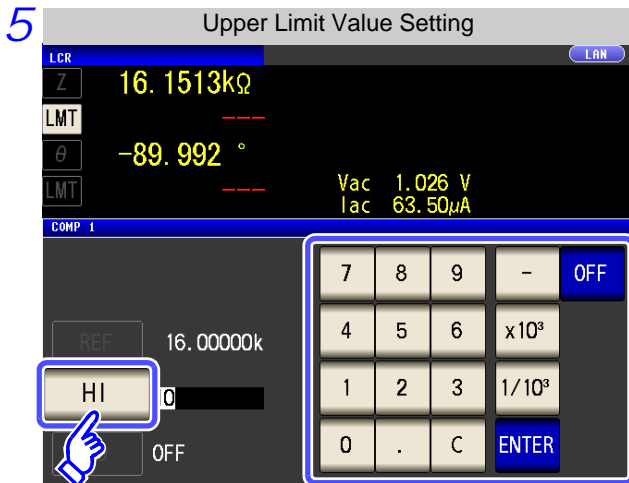 5 Upper Limit Value Setting
LCR LAN
Z 16.1513kΩ
LMT ---
θ -89.992 °
LMT ---
Vac 1.026 V
Iac 63.50μA
COMP 1
7 8 9 - OFF
REF 16.00000k
4 5 6 x10³
HI 0
1 2 3 1/10³
OFF
0 . C ENTER